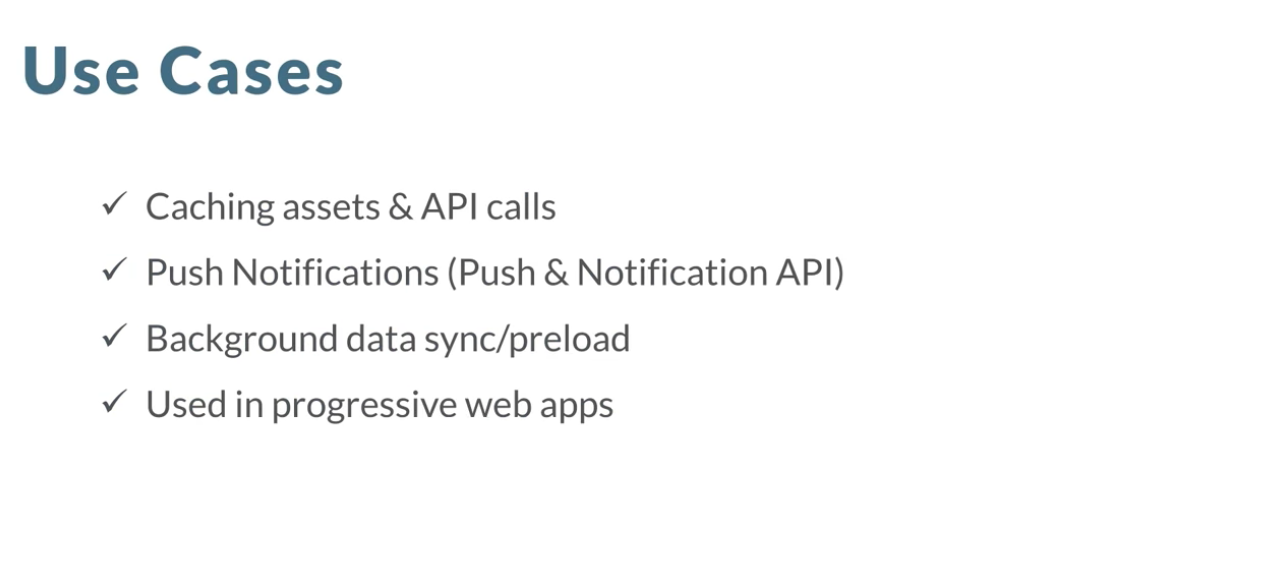 Use Cases
✓ Caching assets & API calls
✓ Push Notifications (Push & Notification API)
✓ Background data sync/preload
✓ Used in progressive web apps